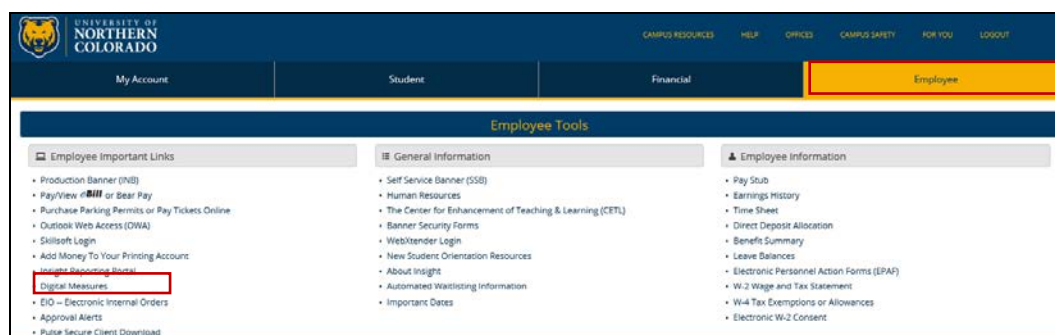 UNIVERSITY OF
NORTHERN
COLORADO
CAMPUS RESOURCES HELP OFFICES CAMPUS SAFETY FOR YOU LOGOUT
My Account Student Financial Employee
Employee Tools
Employee Important Links
• Production Banner (INB)
• Pay/View eBill or Bear Pay
• Purchase Parking Permits or Pay Tickets Online
• Outlook Web Access (OWA)
• Skillsoft Login
• Add Money To Your Printing Account
• Insight Reporting Portal
• Digital Measures
• EIO -- Electronic Internal Orders
• Approval Alerts
• Pulse Secure Client Download
General Information
• Self Service Banner (SSB)
• Human Resources
• The Center for Enhancement of Teaching & Learning (CETL)
• Banner Security Forms
• WebXtender Login
• New Student Orientation Resources
• About Insight
• Automated Waitlisting Information
• Important Dates
Employee Information
• Pay Stub
• Earnings History
• Time Sheet
• Direct Deposit Allocation
• Benefit Summary
• Leave Balances
• Electronic Personnel Action Forms (EPAF)
• W-2 Wage and Tax Statement
• W-4 Tax Exemptions or Allowances
• Electronic W-2 Consent